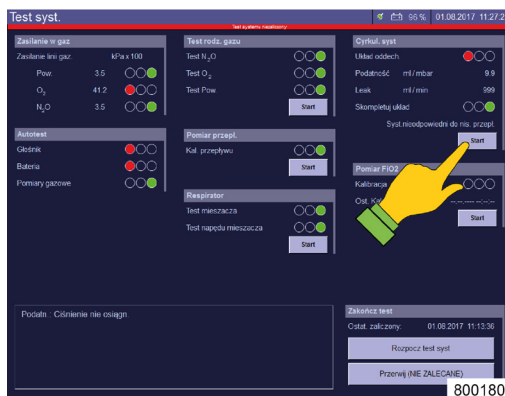 Test syst.
96 %
01.08.2017 11:27:2
Test systemu niezaliczony
Zasilanie w gaz
Zasilanie linii gaz. kPa x 100
Pow. 3.5
O₂ 41.2
N₂O 3.5
Autotest
Głośnik
Bateria
Pomiary gazowe
Test rodz. gazu
Test N₂O
Test O₂
Test Pow.
Start
Pomiar przepł.
Kal. przepływu
Start
Respirator
Test mieszacza
Test napędu mieszacza
Start
Cyrkul. syst
Układ oddech.
Podatność ml / mbar 9.9
Leak ml / min 999
Skompletuj układ
Syst.nieodpowiedni do nis. przepł.
Start
Pomiar FiO2
Kalibracja
Ost. --.--.---- --:--:--
Start
Podatn.: Ciśnienie nie osiągn.
Zakończ test
Ostat. zaliczony: 01.08.2017 11:13:36
Rozpocz test syst
Przerwij (NIE ZALECANE)
800180